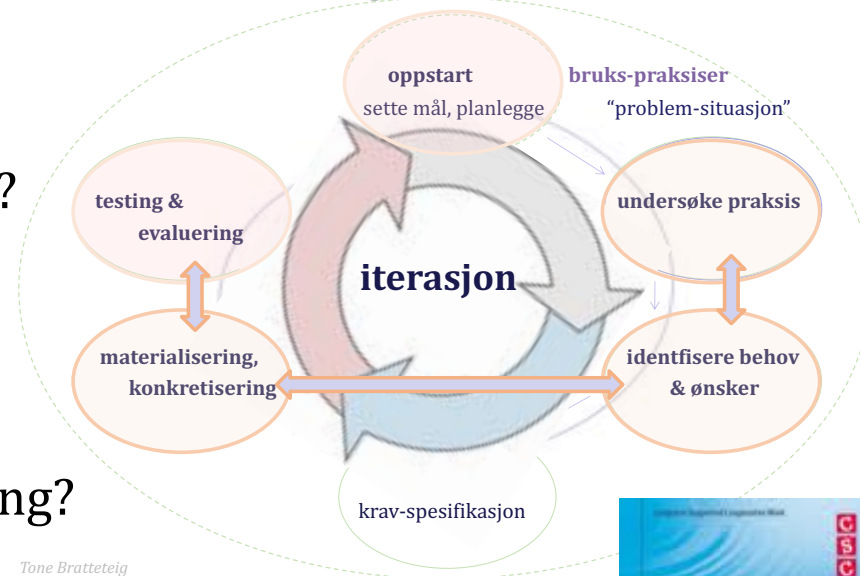 oppstart
sette mål, planlegge
bruks-praksiser
“problem-situasjon”
?
testing &
evaluering
undersøke praksis
iterasjon
materialisering,
konkretisering
identfisere behov
& ønsker
ng?
krav-spesifikasjon
Tone Bratteteig
C
S
C